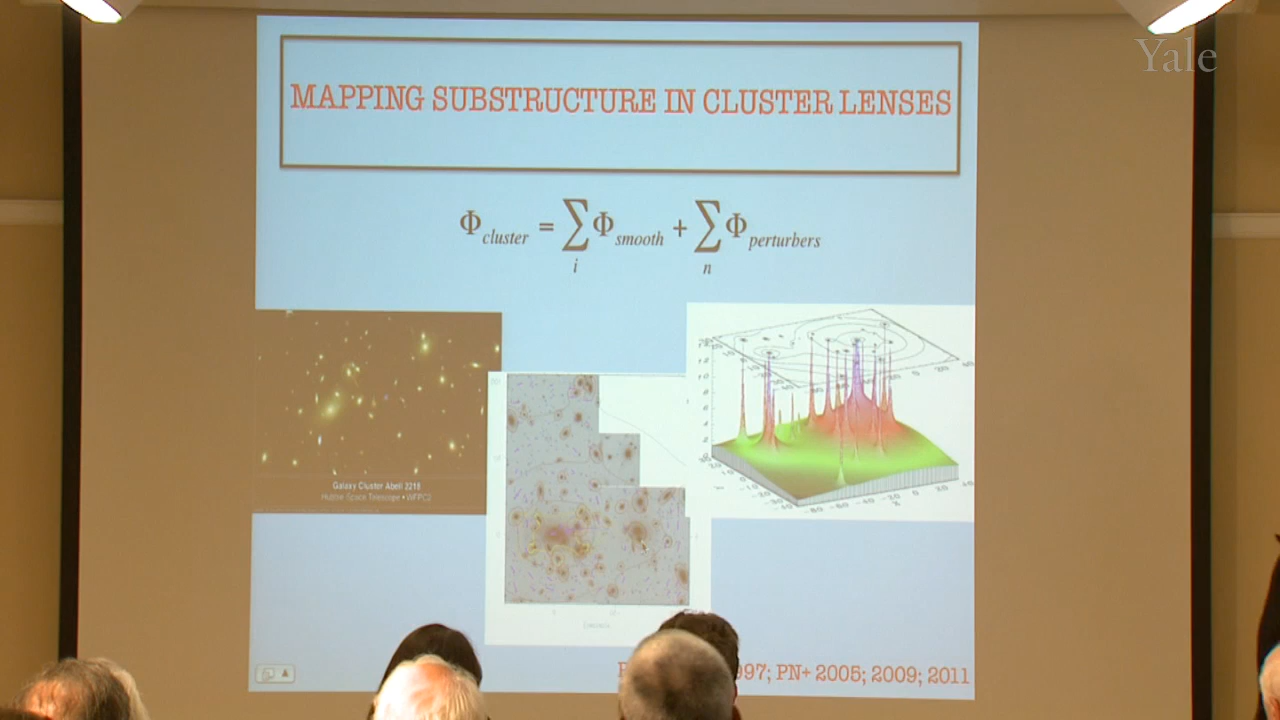 Yale
MAPPING SUBSTRUCTURE IN CLUSTER LENSES
Φcluster = ∑i Φsmooth + ∑n Φperturbers
Galaxy Cluster Abell 2218
Hubble Space Telescope • WFPC2
97; PN+ 2005; 2009; 2011